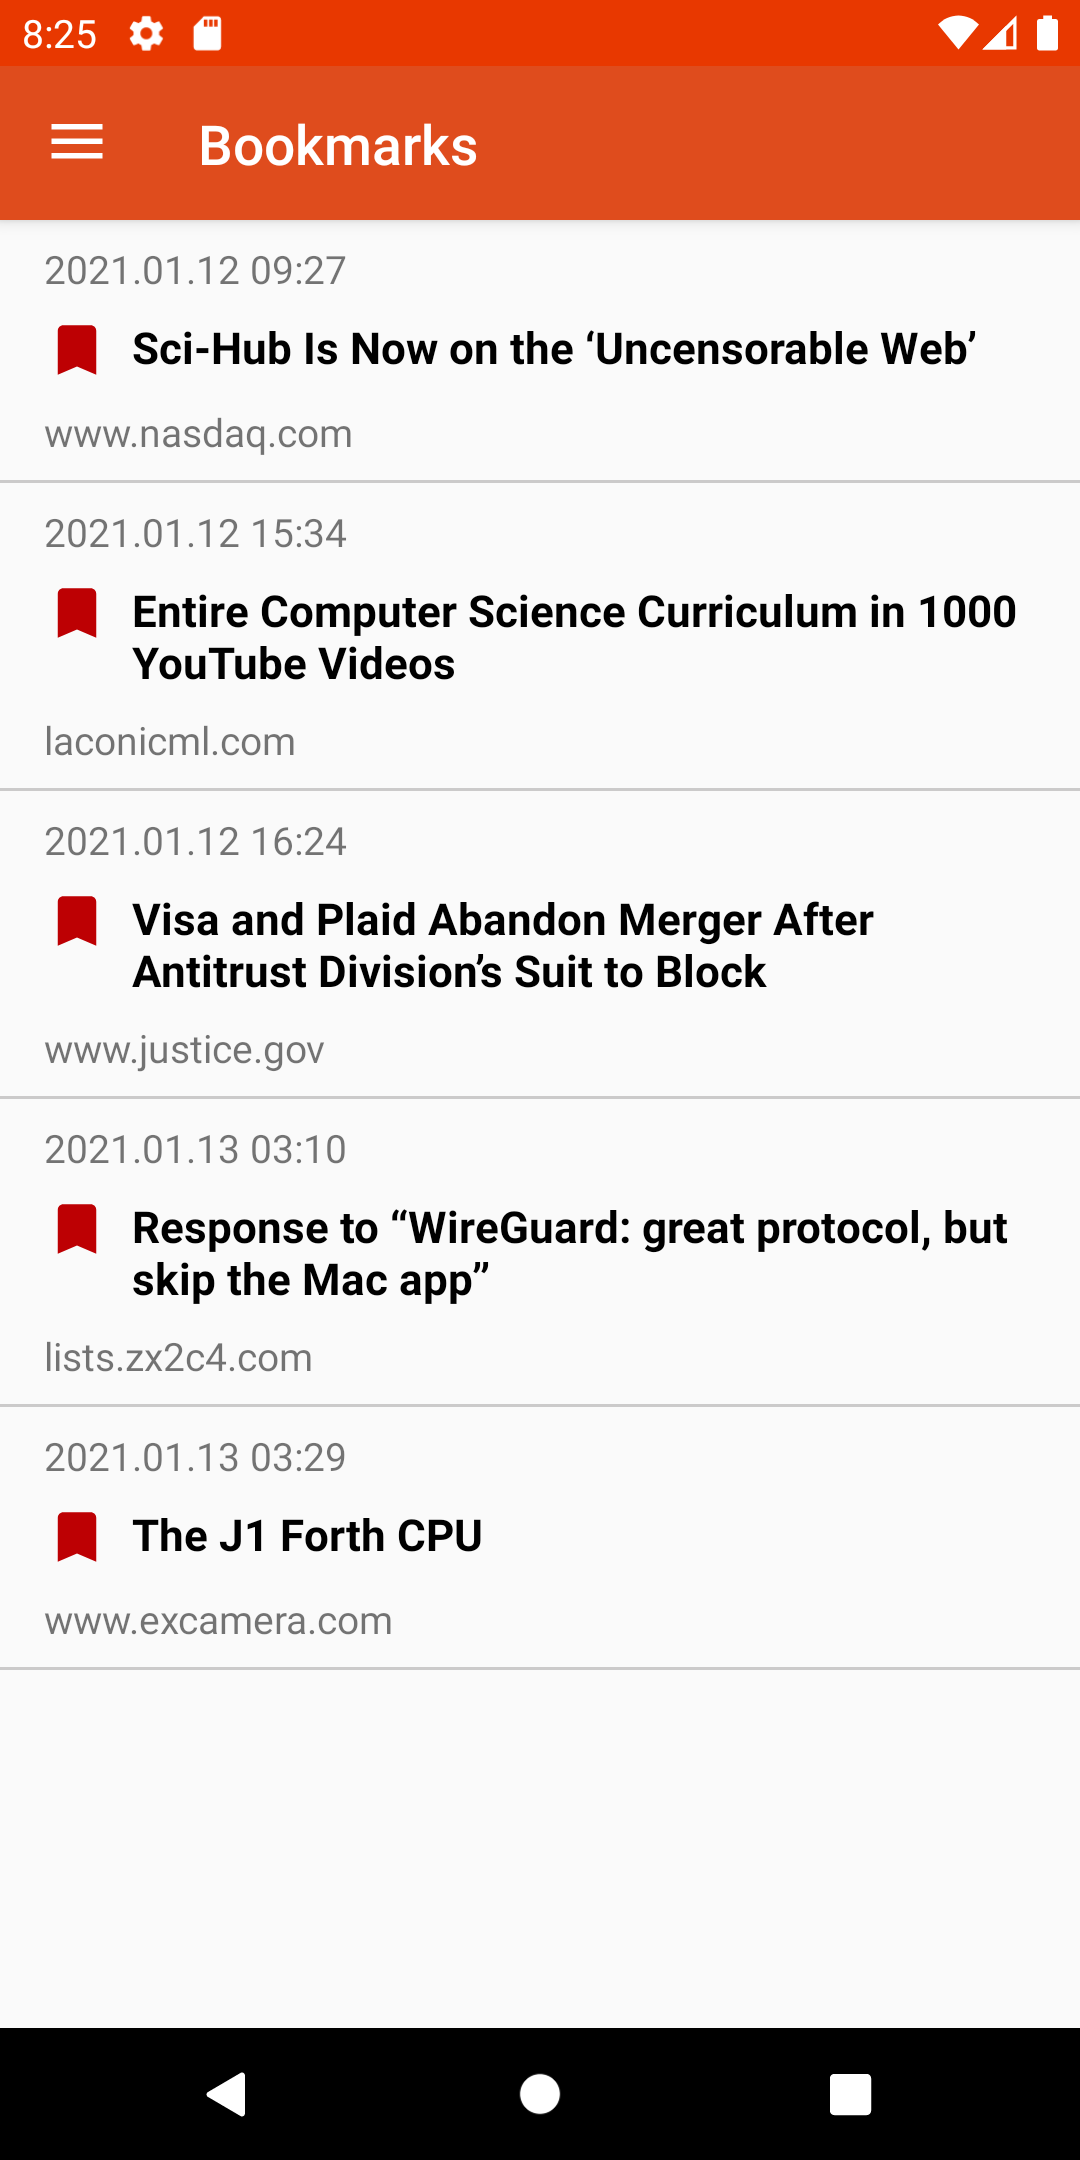 8:25
Bookmarks
2021.01.12 09:27
Sci-Hub Is Now on the ‘Uncensorable Web’
www.nasdaq.com
2021.01.12 15:34
Entire Computer Science Curriculum in 1000
YouTube Videos
laconicml.com
2021.01.12 16:24
Visa and Plaid Abandon Merger After
Antitrust Division’s Suit to Block
www.justice.gov
2021.01.13 03:10
Response to “WireGuard: great protocol, but
skip the Mac app”
lists.zx2c4.com
2021.01.13 03:29
The J1 Forth CPU
www.excamera.com